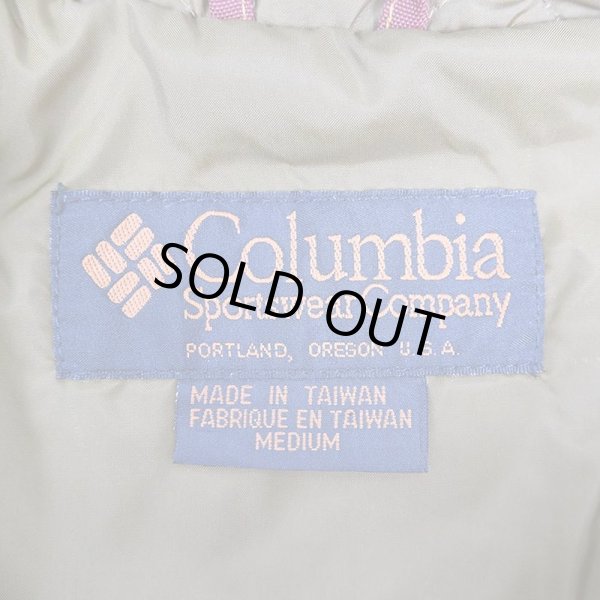 Columbia
Sportswear Company
PORTLAND, OREGON U.S.A.
SOLD OUT
MADE IN TAIWAN
FABRIQUE EN TAIWAN
MEDIUM